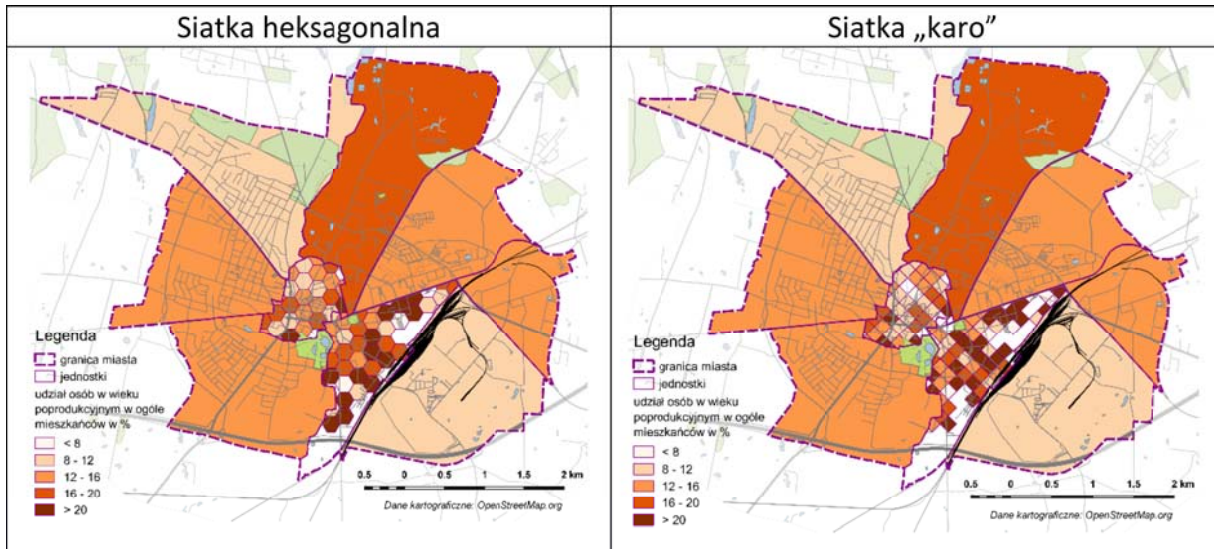 Siatka heksagonalna
Legenda
granica miasta
jednostki
udział osób w wieku
poprodukcyjnym w ogóle
mieszkańców w %
< 8
8 - 12
12 - 16
16 - 20
> 20
0.5 0 0.5 1 1.5 2 km
Dane kartograficzne: OpenStreetMap.org
Siatka „karo”
Legenda
granica miasta
jednostki
udział osób w wieku
poprodukcyjnym w ogóle
mieszkańców w %
< 8
8 - 12
12 - 16
16 - 20
> 20
0.5 0 0.5 1 1.5 2 km
Dane kartograficzne: OpenStreetMap.org